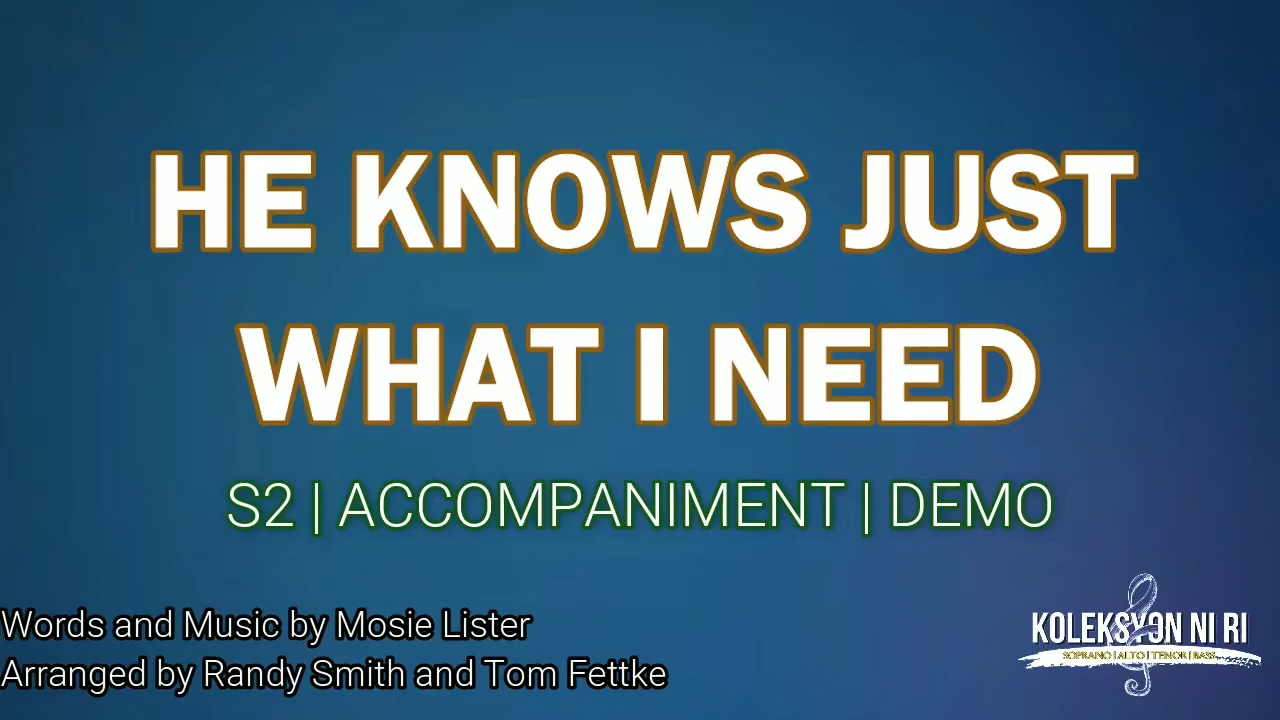 HE KNOWS JUST
WHAT I NEED
S2 | ACCOMPANIMENT | DEMO
Words and Music by Mosie Lister
Arranged by Randy Smith and Tom Fettke
KOLEKSYON NI RI
SOPRANO | ALTO | TENOR | BASS